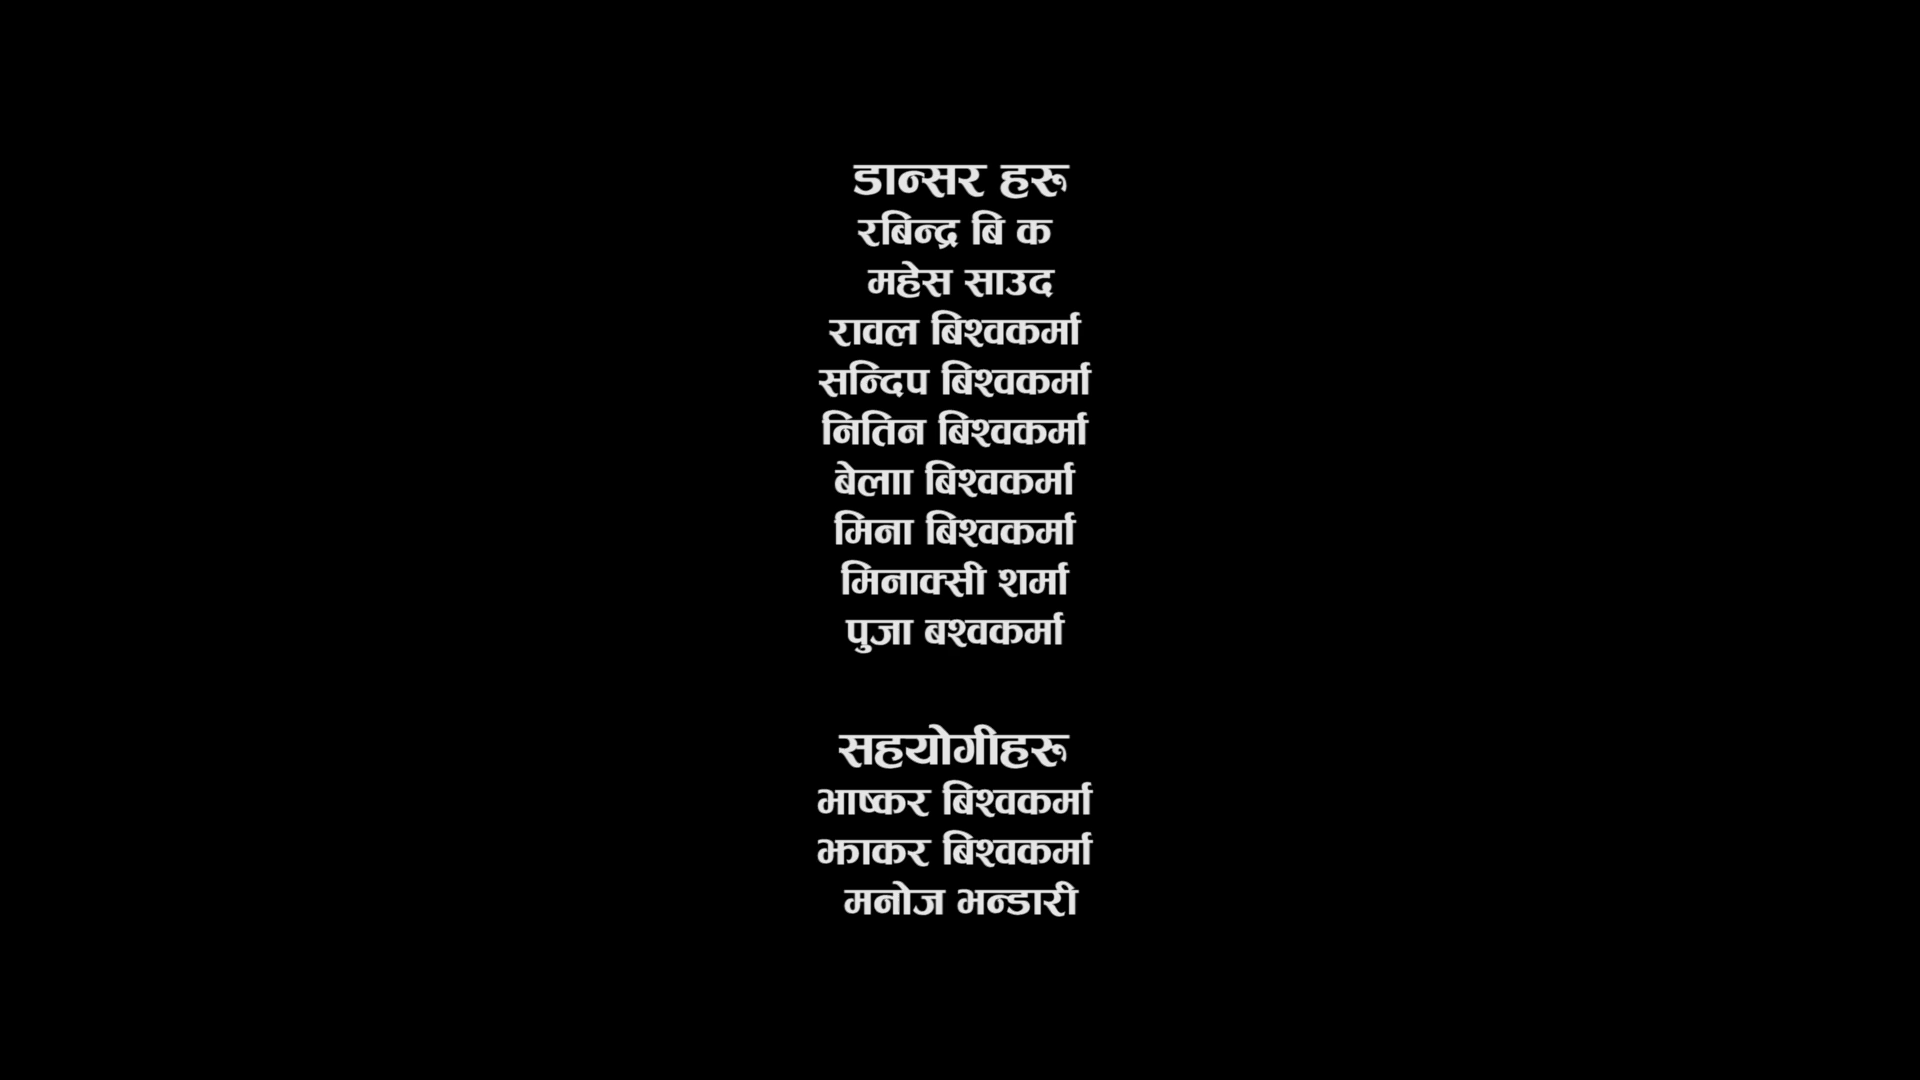 डान्सर हरु
रबिन्द्र बि क
महेस साउद
रावल बिश्वकर्मा
सन्दिप बिश्वकर्मा
नितिन बिश्वकर्मा
बेलाा बिश्वकर्मा
मिना बिश्वकर्मा
मिनाक्सी शर्मा
पुजा बश्वकर्मा
सहयोगीहरु
भाष्कर बिश्वकर्मा
झाकर बिश्वकर्मा
मनोज भन्डारी